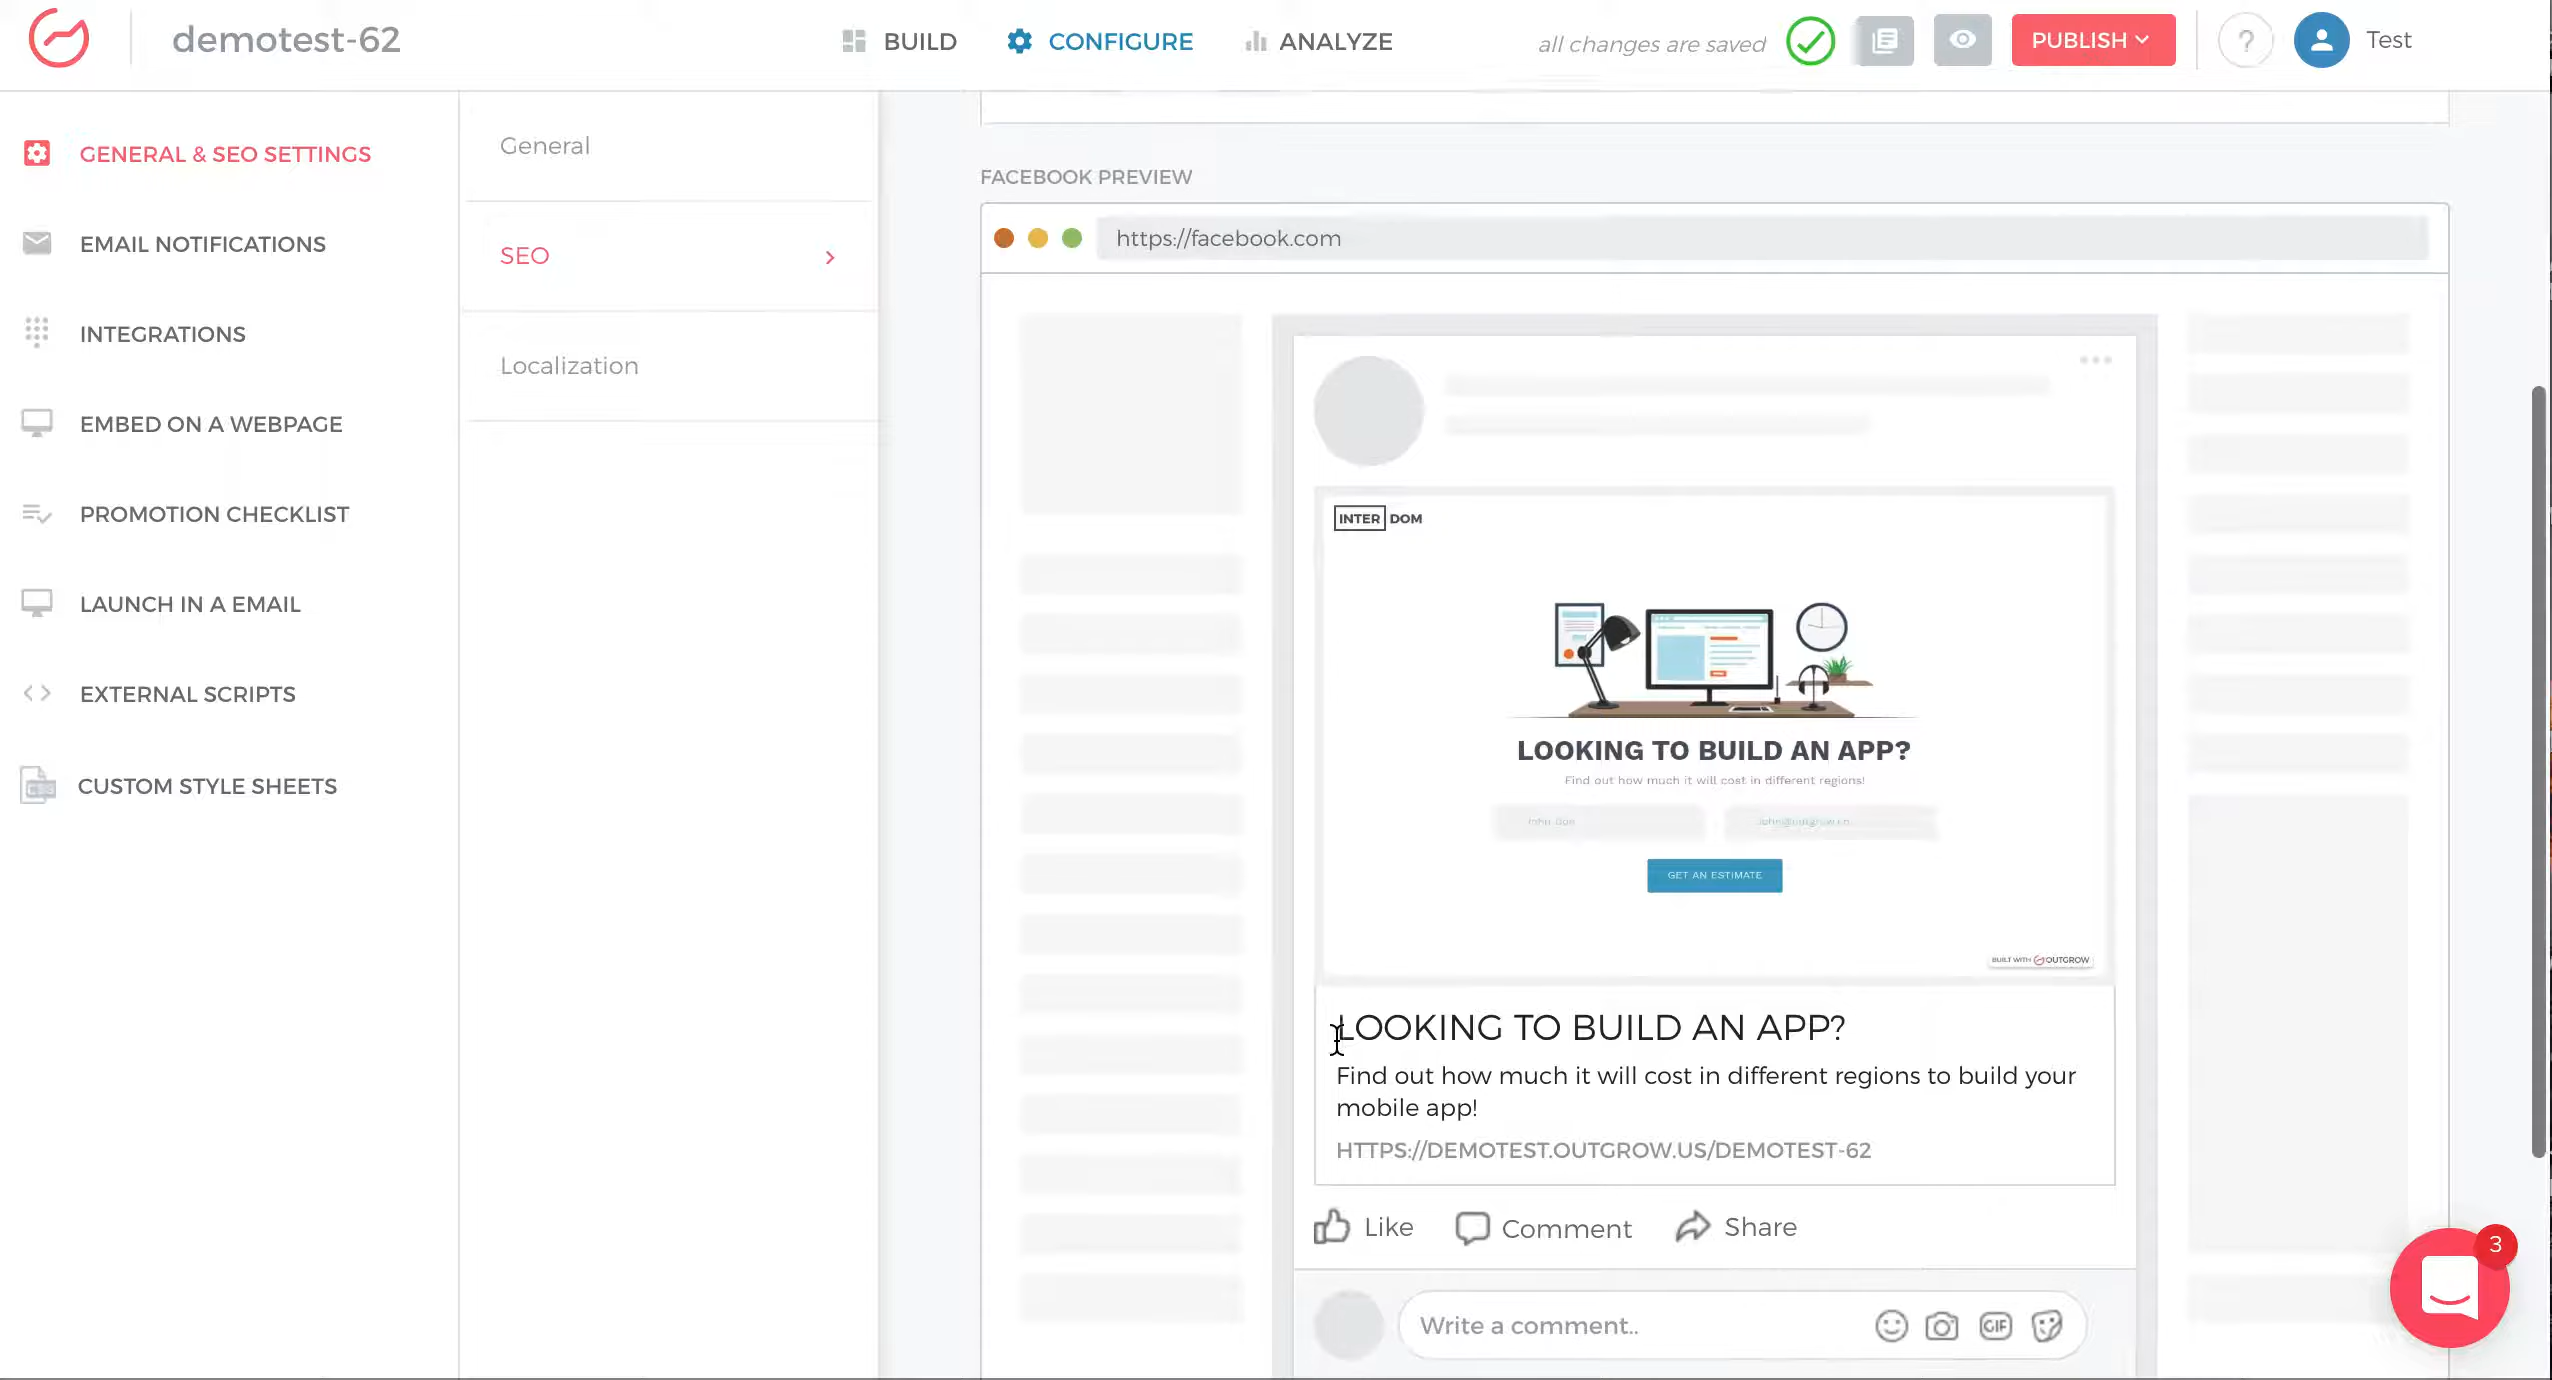 demotest-62
BUILD
CONFIGURE
ANALYZE
all changes are saved
PUBLISH
?
Test
GENERAL & SEO SETTINGS
EMAIL NOTIFICATIONS
INTEGRATIONS
EMBED ON A WEBPAGE
PROMOTION CHECKLIST
LAUNCH IN A EMAIL
EXTERNAL SCRIPTS
CUSTOM STYLE SHEETS
General
SEO
Localization
FACEBOOK PREVIEW
https://facebook.com
INTER DOM
LOOKING TO BUILD AN APP?
Find out how much it will cost in different regions!
GET AN ESTIMATE
BUILT WITH OUTGROW
LOOKING TO BUILD AN APP?
Find out how much it will cost in different regions to build your
mobile app!
HTTPS://DEMOTEST.OUTGROW.US/DEMOTEST-62
Like
Comment
Share
Write a comment..
GIF
3